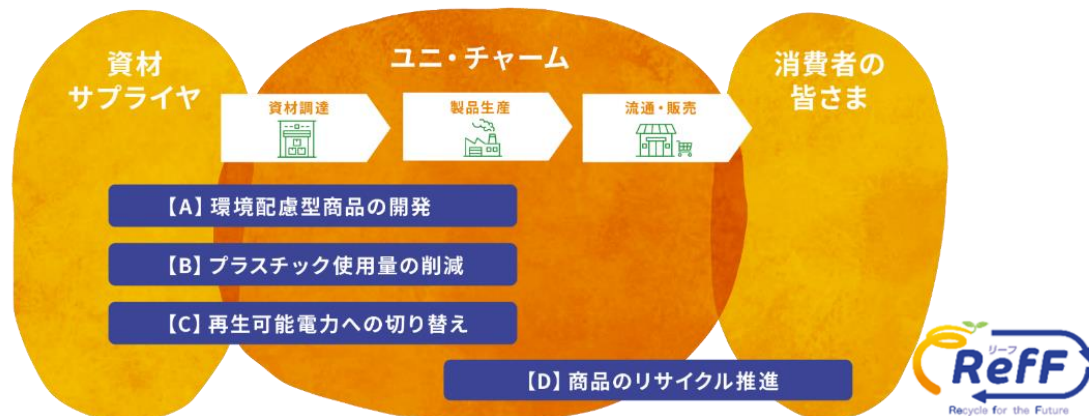 資材
サプライヤ
ユニ・チャーム
消費者の
皆さま
資材調達
製品生産
流通・販売
【A】環境配慮型商品の開発
【B】プラスチック使用量の削減
【C】再生可能電力への切り替え
【D】商品のリサイクル推進
リーフ
RefF
Recycle for the Future